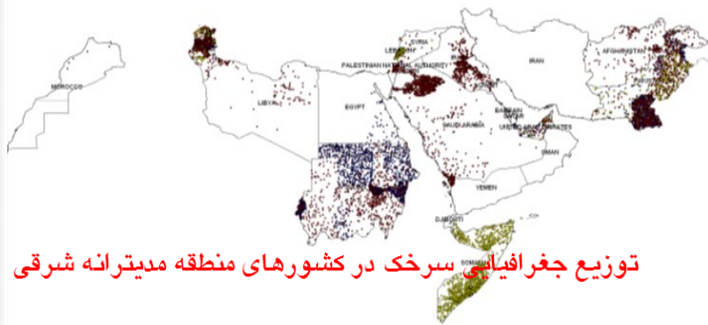 SYRIA
LEBANON
AFGHANISTAN
PALESTINIAN NATIONAL AUTHORITY
IRAN
MOROCCO
LIBYA
EGYPT
BAHRAIN
QATAR
SAUDI ARABIA
UNITED ARAB EMIRATES
OMAN
YEMEN
DJIBOUTI
توزیع جغرافیایی سرخک در کشورهای منطقه مدیترانه شرقی